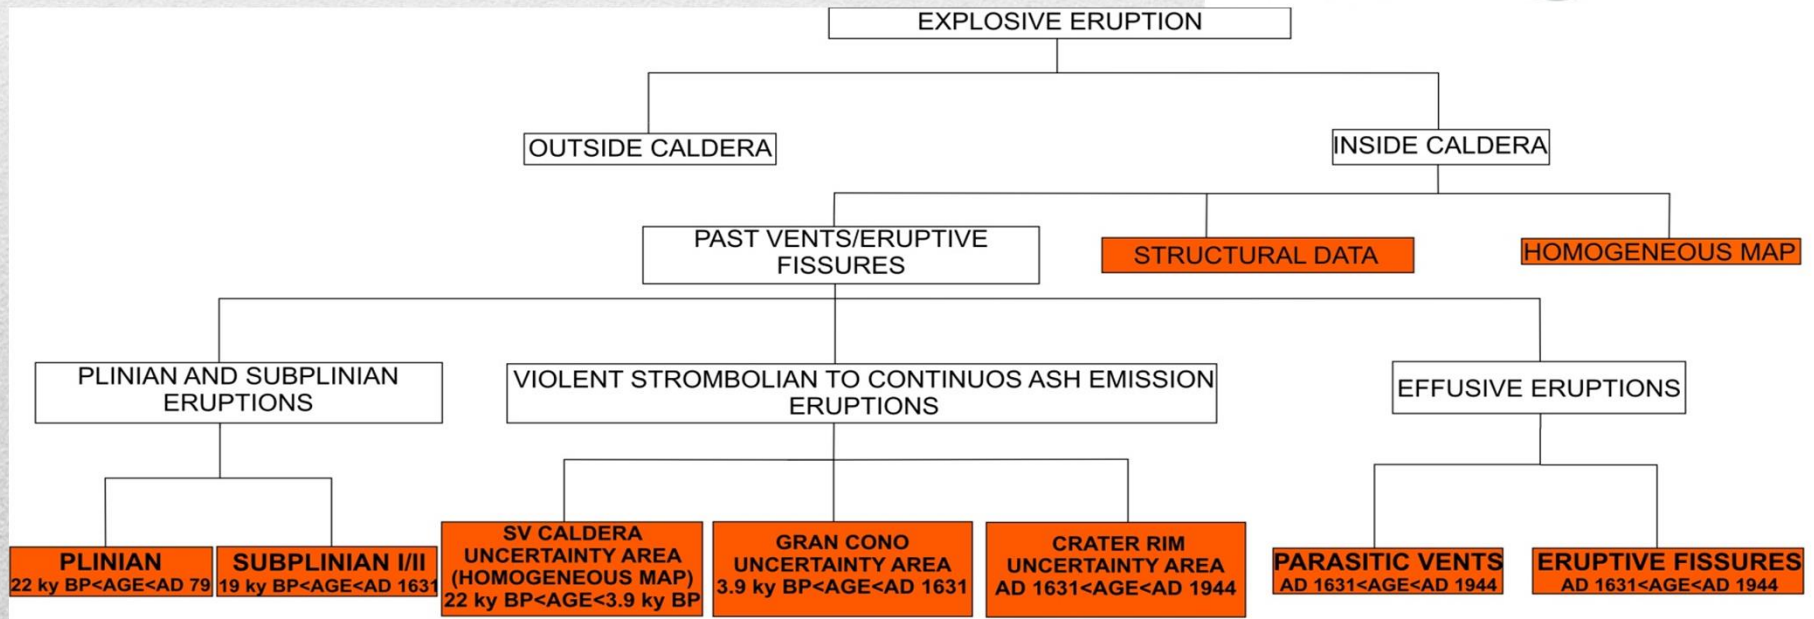 EXPLOSIVE ERUPTION
OUTSIDE CALDERA
INSIDE CALDERA
PAST VENTS/ERUPTIVE
FISSURES
STRUCTURAL DATA
HOMOGENEOUS MAP
PLINIAN AND SUBPLINIAN
ERUPTIONS
VIOLENT STROMBOLIAN TO CONTINUOS ASH EMISSION
ERUPTIONS
EFFUSIVE ERUPTIONS
PLINIAN
22 ky BP<AGE<AD 79
SUBPLINIAN I/II
19 ky BP<AGE<AD 1631
SV CALDERA
UNCERTAINTY AREA
(HOMOGENEOUS MAP)
22 ky BP<AGE<3.9 ky BP
GRAN CONO
UNCERTAINTY AREA
3.9 ky BP<AGE<AD 1631
CRATER RIM
UNCERTAINTY AREA
AD 1631<AGE<AD 1944
PARASITIC VENTS
AD 1631<AGE<AD 1944
ERUPTIVE FISSURES
AD 1631<AGE<AD 1944